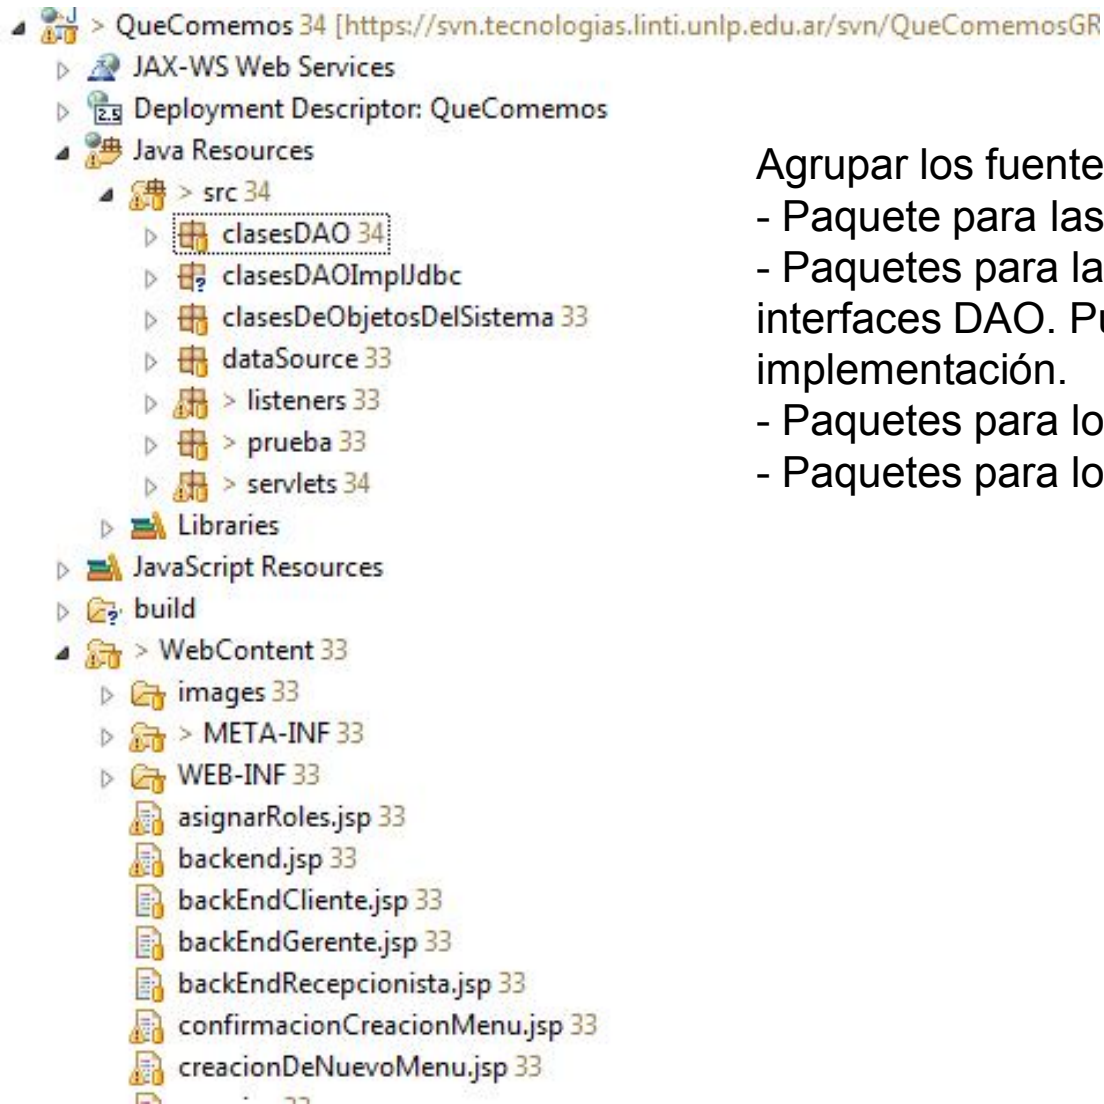 > QueComemos 34 [https://svn.tecnologias.linti.unlp.edu.ar/svn/QueComemosGR
JAX-WS Web Services
2.5 Deployment Descriptor: QueComemos
Java Resources
> src 34
clasesDAO 34
clasesDAOImplJdbc
clasesDeObjetosDelSistema 33
dataSource 33
> listeners 33
> prueba 33
> servlets 34
Libraries
JavaScript Resources
build
> WebContent 33
images 33
> META-INF 33
WEB-INF 33
asignarRoles.jsp 33
backend.jsp 33
backEndCliente.jsp 33
backEndGerente.jsp 33
backEndRecepcionista.jsp 33
confirmacionCreacionMenu.jsp 33
creacionDeNuevoMenu.jsp 33
Agrupar los fuente
- Paquete para las
- Paquetes para la
interfaces DAO. Pu
implementación.
- Paquetes para lo
- Paquetes para lo